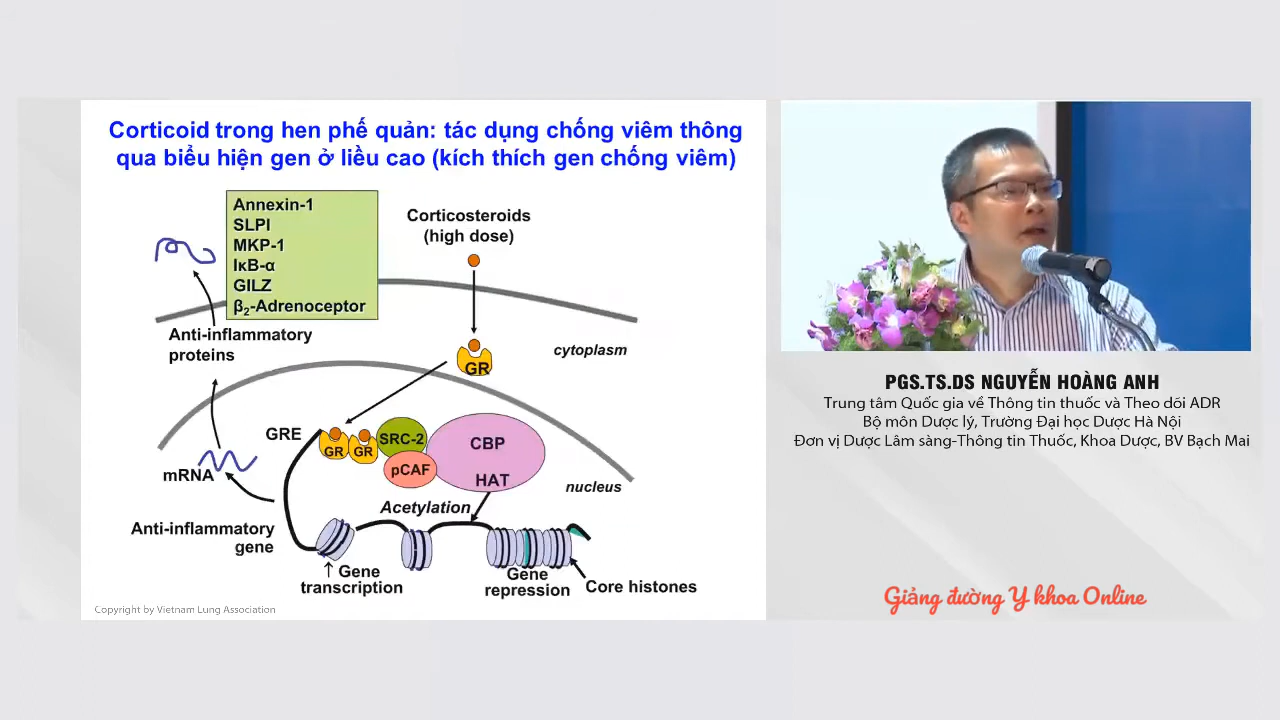 Corticoid trong hen phế quản: tác dụng chống viêm thông
qua biểu hiện gen ở liều cao (kích thích gen chống viêm)
Annexin-1
SLPI
MKP-1
IκB-α
GILZ
β2-Adrenoceptor
Corticosteroids
(high dose)
Anti-inflammatory
proteins
cytoplasm
GR
GRE
GR
GR
SRC-2
pCAF
CBP
HAT
mRNA
nucleus
Acetylation
Anti-inflammatory
gene
↑ Gene
transcription
Gene
repression
Core histones
Copyright by Vietnam Lung Association
PGS.TS.DS NGUYỄN HOÀNG ANH
Trung tâm Quốc gia về Thông tin thuốc và Theo dõi ADR
Bộ môn Dược lý, Trường Đại học Dược Hà Nội
Đơn vị Dược Lâm sàng-Thông tin Thuốc, Khoa Dược, BV Bạch Mai
Giảng đường Y khoa Online